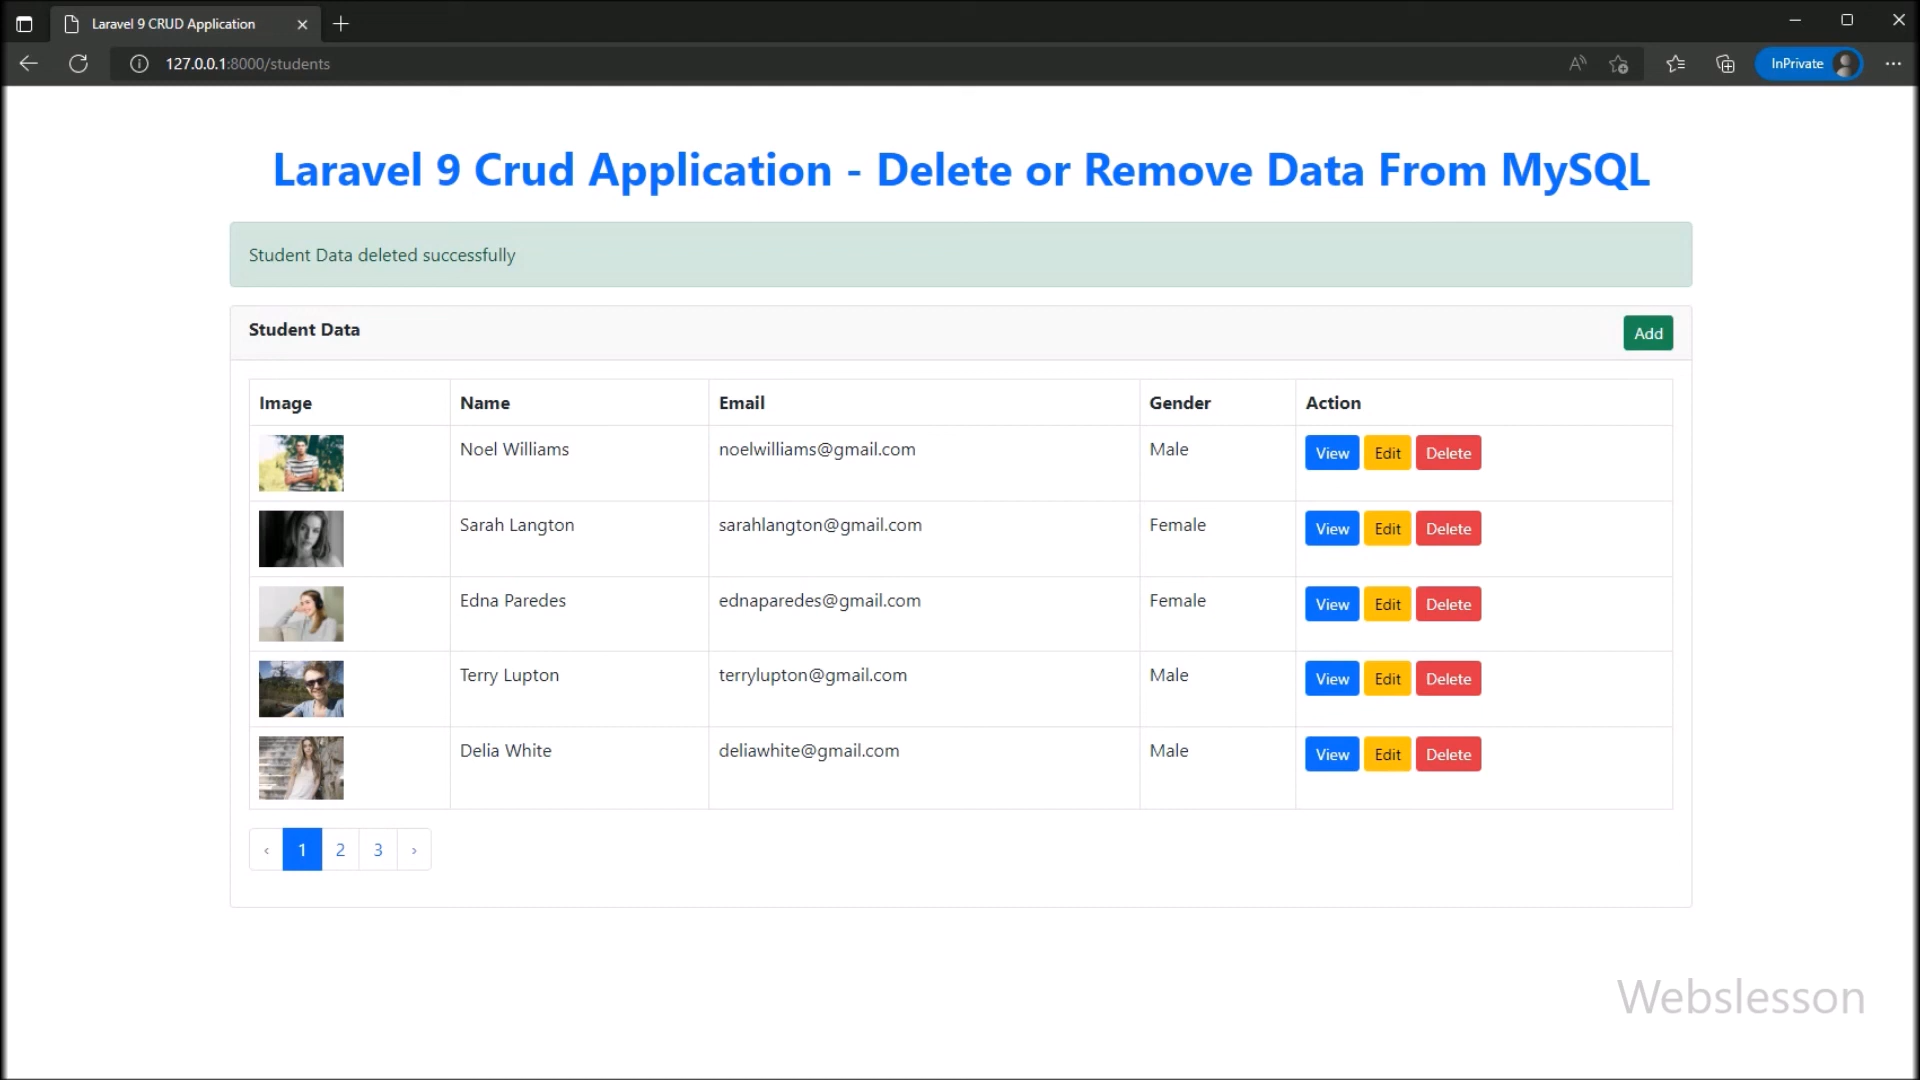 Laravel 9 CRUD Application
127.0.0.1:8000/students
InPrivate
Laravel 9 Crud Application - Delete or Remove Data From MySQL
Student Data deleted successfully
Student Data
Add
Image Name Email Gender Action
Noel Williams noelwilliams@gmail.com Male View Edit Delete
Sarah Langton sarahlangton@gmail.com Female View Edit Delete
Edna Paredes ednaparedes@gmail.com Female View Edit Delete
Terry Lupton terrylupton@gmail.com Male View Edit Delete
Delia White deliawhite@gmail.com Male View Edit Delete
‹ 1 2 3 ›
Webslesson